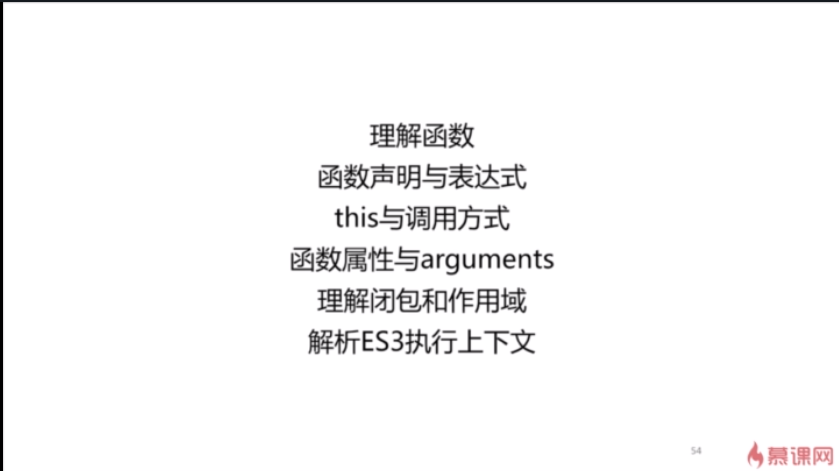 理解函数
函数声明与表达式
this与调用方式
函数属性与arguments
理解闭包和作用域
解析ES3执行上下文
54
慕课网